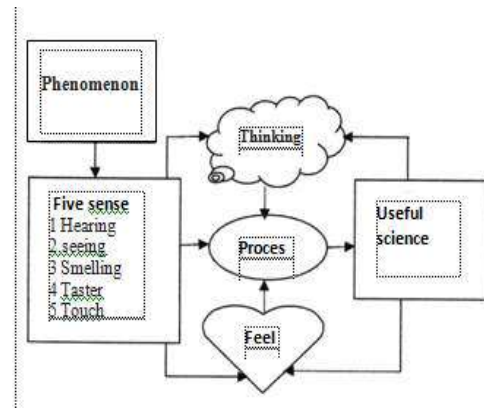 Phenomenon
Thinking
Five sense
1 Hearing
2 seeing
3 Smelling
4 Taster
5 Touch
Proces
Useful
science
Feel